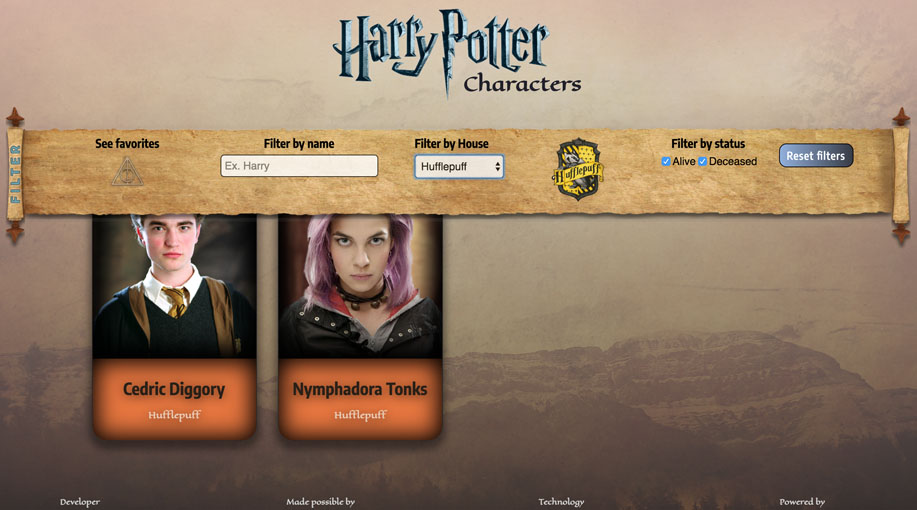 Harry Potter
Characters
FILTER
See favorites
Filter by name
Ex. Harry
Filter by House
Hufflepuff
Hufflepuff
Filter by status
Alive Deceased
Reset filters
Cedric Diggory
Hufflepuff
Nymphadora Tonks
Hufflepuff
Developer
Made possible by
Technology
Powered by